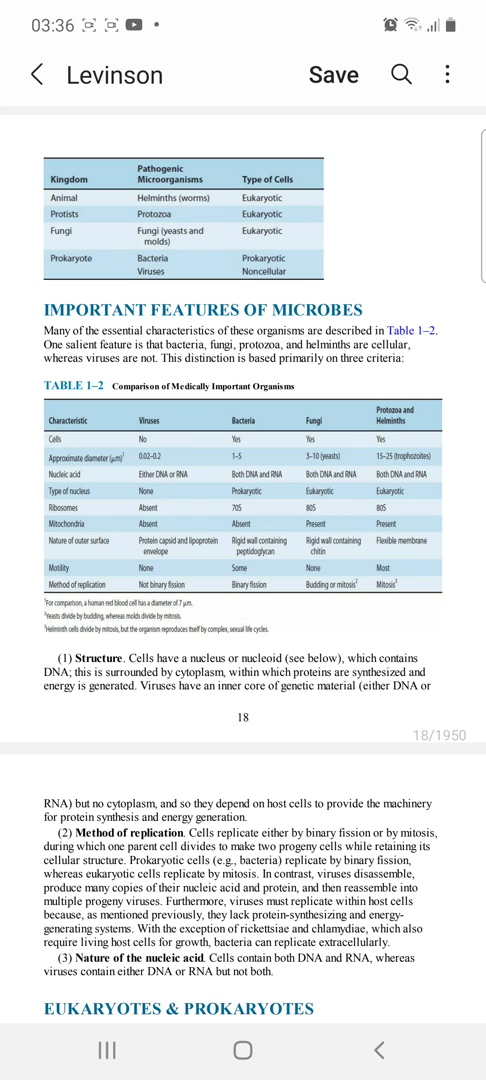 03:36
Levinson Save
Kingdom Pathogenic Microorganisms Type of Cells
Animal Helminths (worms) Eukaryotic
Protists Protozoa Eukaryotic
Fungi Fungi (yeasts and molds) Eukaryotic
Prokaryote Bacteria Prokaryotic
Viruses Noncellular
IMPORTANT FEATURES OF MICROBES
Many of the essential characteristics of these organisms are described in Table 1–2.
One salient feature is that bacteria, fungi, protozoa, and helminths are cellular,
whereas viruses are not. This distinction is based primarily on three criteria:
TABLE 1–2 Comparison of Medically Important Organisms
Characteristic Viruses Bacteria Fungi Protozoa and Helminths
Cells No Yes Yes Yes
Approximate diameter (μm)¹ 0.02–0.2 1–5 3–10 (yeasts) 15–25 (trophozoites)
Nucleic acid Either DNA or RNA Both DNA and RNA Both DNA and RNA Both DNA and RNA
Type of nucleus None Prokaryotic Eukaryotic Eukaryotic
Ribosomes Absent 70S 80S 80S
Mitochondria Absent Absent Present Present
Nature of outer surface Protein capsid and lipoprotein envelope Rigid wall containing peptidoglycan Rigid wall containing chitin Flexible membrane
Motility None Some None Most
Method of replication Not binary fission Binary fission Budding or mitosis² Mitosis³
¹For comparison, a human red blood cell has a diameter of 7 μm.
²Yeasts divide by budding, whereas molds divide by mitosis.
³Helminth cells divide by mitosis, but the organism reproduces itself by complex, sexual life cycles.
(1) Structure. Cells have a nucleus or nucleoid (see below), which contains
DNA; this is surrounded by cytoplasm, within which proteins are synthesized and
energy is generated. Viruses have an inner core of genetic material (either DNA or
18
18/1950
RNA) but no cytoplasm, and so they depend on host cells to provide the machinery
for protein synthesis and energy generation.
(2) Method of replication. Cells replicate either by binary fission or by mitosis,
during which one parent cell divides to make two progeny cells while retaining its
cellular structure. Prokaryotic cells (e.g., bacteria) replicate by binary fission,
whereas eukaryotic cells replicate by mitosis. In contrast, viruses disassemble,
produce many copies of their nucleic acid and protein, and then reassemble into
multiple progeny viruses. Furthermore, viruses must replicate within host cells
because, as mentioned previously, they lack protein-synthesizing and energy-
generating systems. With the exception of rickettsiae and chlamydiae, which also
require living host cells for growth, bacteria can replicate extracellularly.
(3) Nature of the nucleic acid. Cells contain both DNA and RNA, whereas
viruses contain either DNA or RNA but not both.
EUKARYOTES & PROKARYOTES